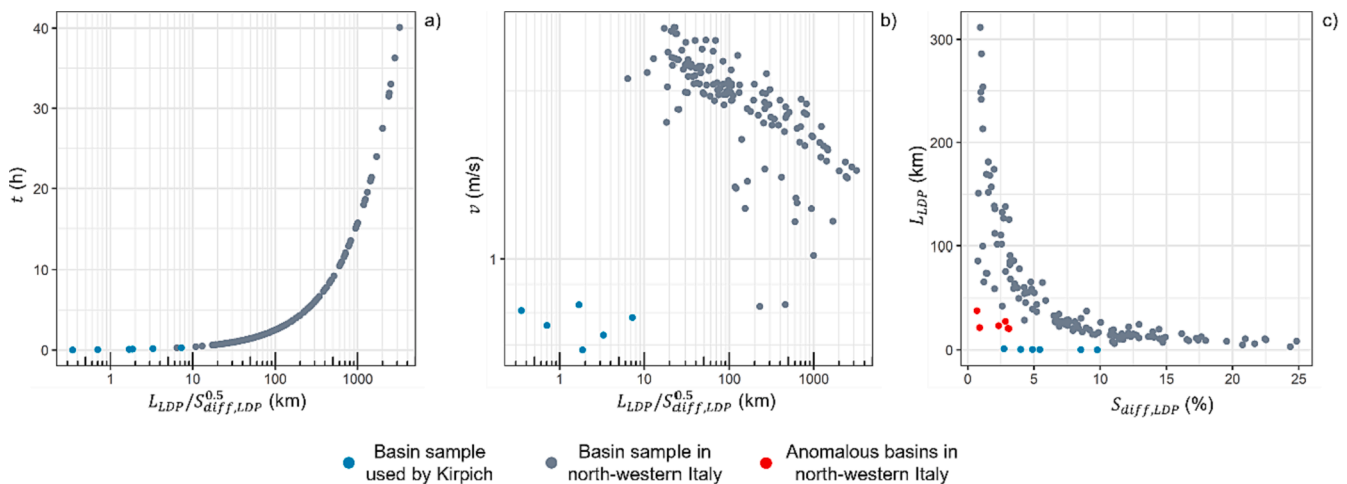 a)
t (h)
40
30
20
10
0
1 10 100 1000
L_LDP/S^0.5_diff,LDP (km)
b)
v (m/s)
1
1 10 100 1000
L_LDP/S^0.5_diff,LDP (km)
c)
L_LDP (km)
300
200
100
0
0 5 10 15 20 25
S_diff,LDP (%)
Basin sample
used by Kirpich
Basin sample in
north-western Italy
Anomalous basins in
north-western Italy